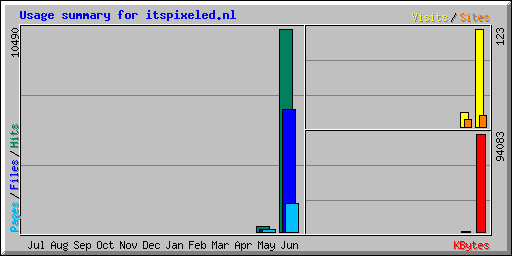 Usage summary for itspixeled.nl
Visits / Sites
10490
123
Pages / Files / Hits
94083
Jul Aug Sep Oct Nov Dec Jan Feb Mar Apr May Jun
KBytes